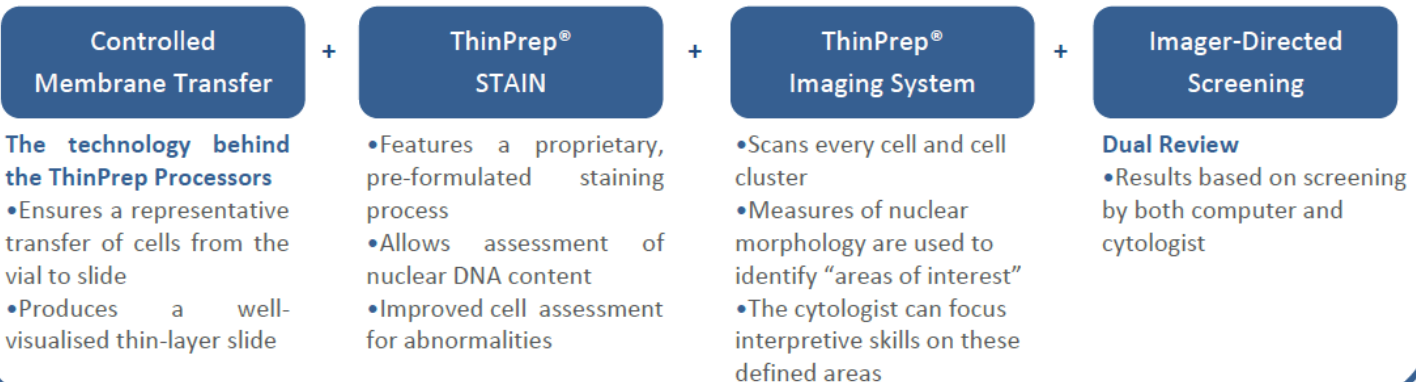 Controlled
Membrane Transfer
+
ThinPrep®
STAIN
+
ThinPrep®
Imaging System
+
Imager-Directed
Screening
The technology behind
the ThinPrep Processors
•Ensures a representative
transfer of cells from the
vial to slide
•Produces a well-
visualised thin-layer slide
•Features a proprietary,
pre-formulated staining
process
•Allows assessment of
nuclear DNA content
•Improved cell assessment
for abnormalities
•Scans every cell and cell
cluster
•Measures of nuclear
morphology are used to
identify “areas of interest”
•The cytologist can focus
interpretive skills on these
defined areas
Dual Review
•Results based on screening
by both computer and
cytologist